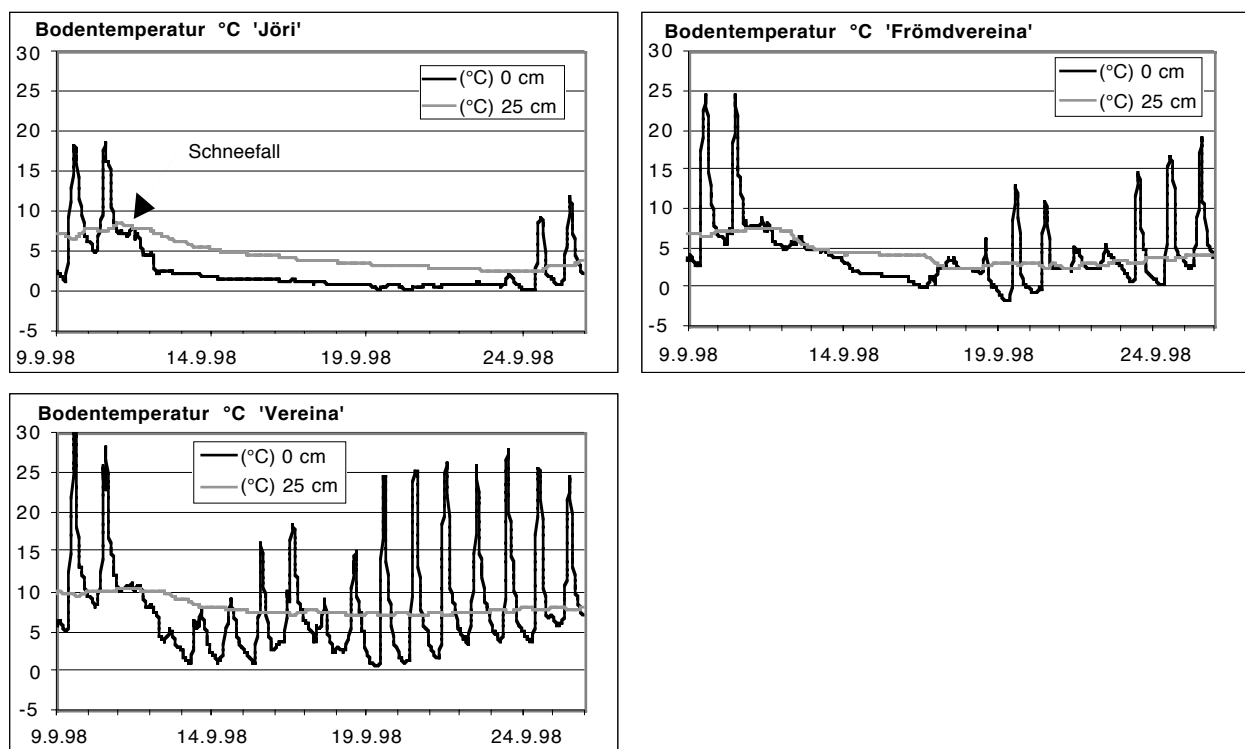 Bodentemperatur °C 'Jöri'
30
25
20
15
10
5
0
-5
(°C) 0 cm
(°C) 25 cm
Schneefall
9.9.98 14.9.98 19.9.98 24.9.98
Bodentemperatur °C 'Frömdvereina'
30
25
20
15
10
5
0
-5
(°C) 0 cm
(°C) 25 cm
9.9.98 14.9.98 19.9.98 24.9.98
Bodentemperatur °C 'Vereina'
30
25
20
15
10
5
0
-5
(°C) 0 cm
(°C) 25 cm
9.9.98 14.9.98 19.9.98 24.9.98